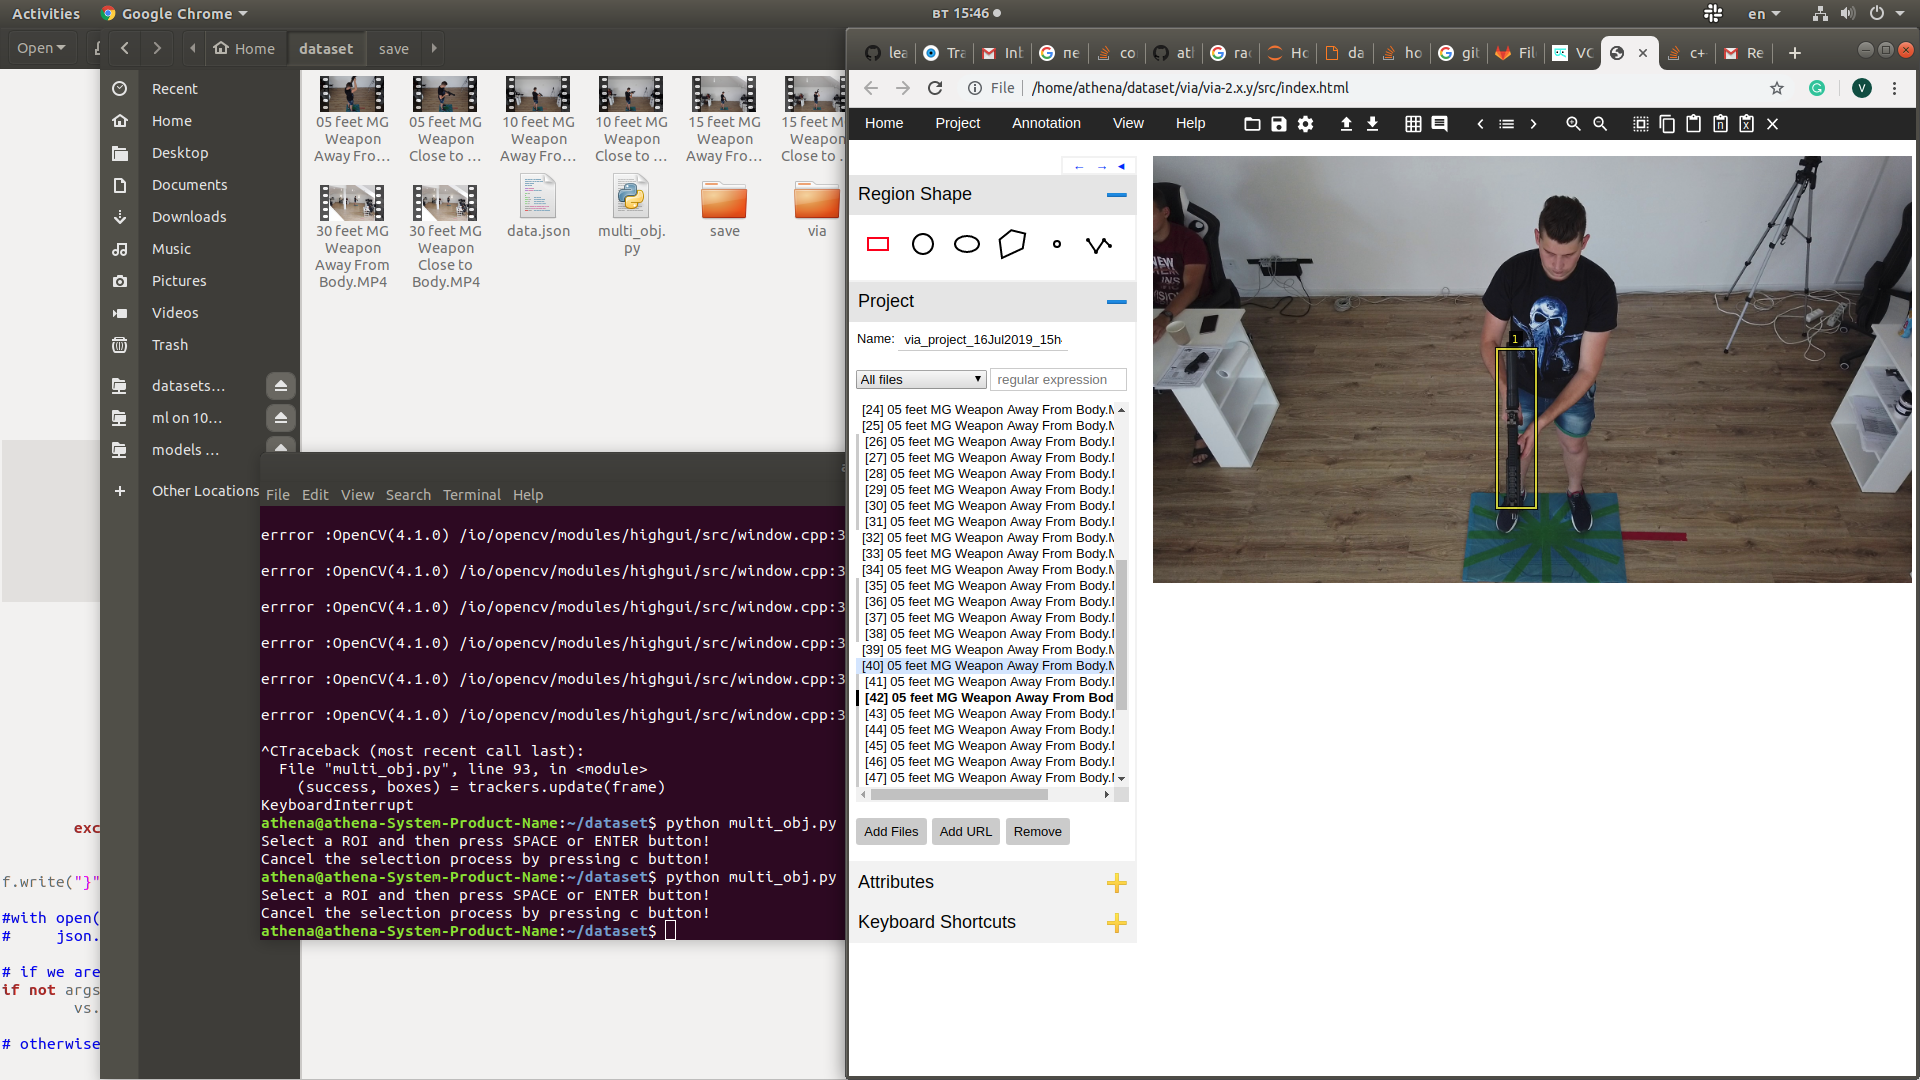 Activities
Google Chrome
вт 15:46
en
Open
Home
dataset
save
Recent
Home
Desktop
Documents
Downloads
Music
Pictures
Videos
Trash
datasets…
ml on 10…
models …
Other Locations
05 feet MG Weapon Away Fro…
05 feet MG Weapon Close to …
10 feet MG Weapon Away Fro…
10 feet MG Weapon Close to …
15 feet MG Weapon Away Fro…
15 feet MG Weapon Close to …
30 feet MG Weapon Away From Body.MP4
30 feet MG Weapon Close to Body.MP4
data.json
multi_obj.py
save
via
exc
f.write("}"
#with open(
#     json.
# if we are
if not args
vs.
# otherwise
File Edit View Search Terminal Help
errror :OpenCV(4.1.0) /io/opencv/modules/highgui/src/window.cpp:3
errror :OpenCV(4.1.0) /io/opencv/modules/highgui/src/window.cpp:3
errror :OpenCV(4.1.0) /io/opencv/modules/highgui/src/window.cpp:3
errror :OpenCV(4.1.0) /io/opencv/modules/highgui/src/window.cpp:3
errror :OpenCV(4.1.0) /io/opencv/modules/highgui/src/window.cpp:3
errror :OpenCV(4.1.0) /io/opencv/modules/highgui/src/window.cpp:3
^CTraceback (most recent call last):
  File "multi_obj.py", line 93, in <module>
    (success, boxes) = trackers.update(frame)
KeyboardInterrupt
athena@athena-System-Product-Name:~/dataset$ python multi_obj.py
Select a ROI and then press SPACE or ENTER button!
Cancel the selection process by pressing c button!
athena@athena-System-Product-Name:~/dataset$ python multi_obj.py
Select a ROI and then press SPACE or ENTER button!
Cancel the selection process by pressing c button!
athena@athena-System-Product-Name:~/dataset$
lea
Tra
Inb
пе
co
atl
rac
Ho
da
ho
git
Fil
VC
c+
Re
File
/home/athena/dataset/via/via-2.x.y/src/index.html
V
Home Project Annotation View Help
Region Shape
Project
Name: via_project_16Jul2019_15h
All files
regular expression
[24] 05 feet MG Weapon Away From Body.M
[25] 05 feet MG Weapon Away From Body.M
[26] 05 feet MG Weapon Away From Body.M
[27] 05 feet MG Weapon Away From Body.M
[28] 05 feet MG Weapon Away From Body.M
[29] 05 feet MG Weapon Away From Body.M
[30] 05 feet MG Weapon Away From Body.M
[31] 05 feet MG Weapon Away From Body.M
[32] 05 feet MG Weapon Away From Body.M
[33] 05 feet MG Weapon Away From Body.M
[34] 05 feet MG Weapon Away From Body.M
[35] 05 feet MG Weapon Away From Body.M
[36] 05 feet MG Weapon Away From Body.M
[37] 05 feet MG Weapon Away From Body.M
[38] 05 feet MG Weapon Away From Body.M
[39] 05 feet MG Weapon Away From Body.M
[40] 05 feet MG Weapon Away From Body.M
[41] 05 feet MG Weapon Away From Body.M
[42] 05 feet MG Weapon Away From Bod
[43] 05 feet MG Weapon Away From Body.M
[44] 05 feet MG Weapon Away From Body.M
[45] 05 feet MG Weapon Away From Body.M
[46] 05 feet MG Weapon Away From Body.M
[47] 05 feet MG Weapon Away From Body.M
Add Files
Add URL
Remove
Attributes
Keyboard Shortcuts
1
NEW